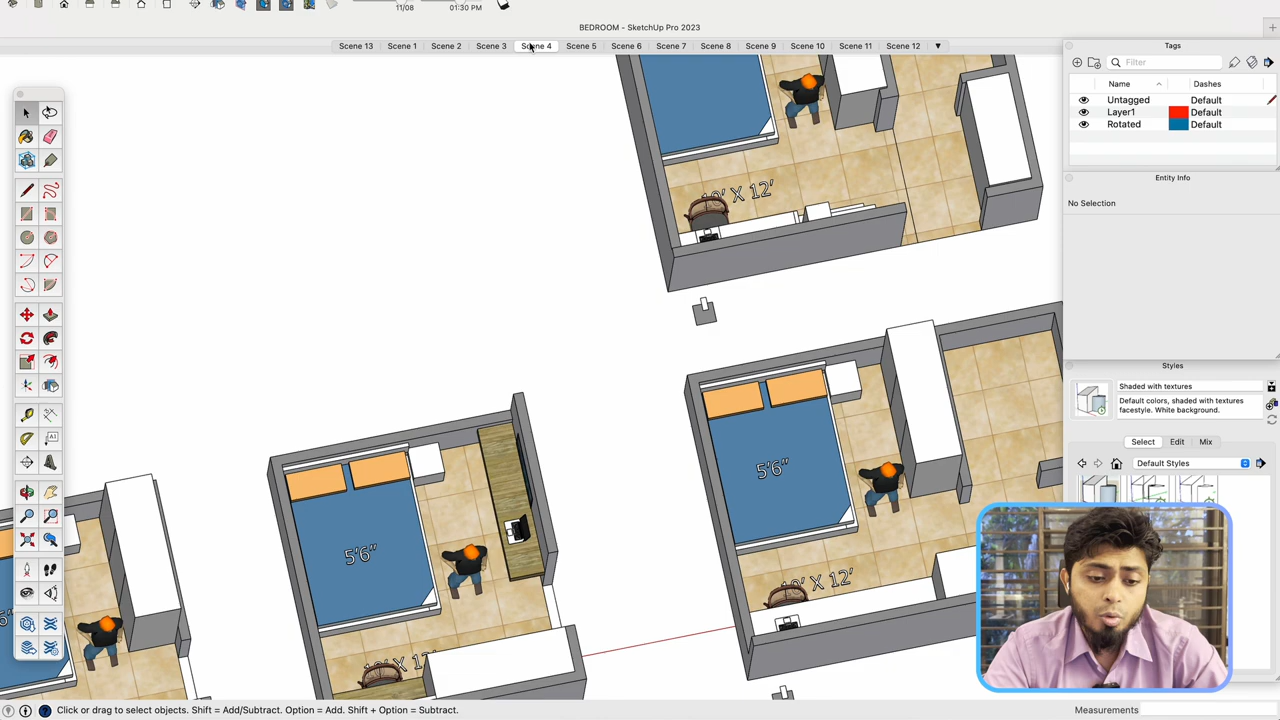 11/08 01:30 PM
BEDROOM - SketchUp Pro 2023
Scene 13 Scene 1 Scene 2 Scene 3 Scene 4 Scene 5 Scene 6 Scene 7 Scene 8 Scene 9 Scene 10 Scene 11 Scene 12
Tags
Filter
Name Dashes
Untagged Default
Layer1 Default
Rotated Default
Entity Info
No Selection
Styles
Shaded with textures
Default colors, shaded with textures
facestyle. White background.
Select Edit Mix
Default Styles
10' X 12'
5'6"
10' X 12'
5'6"
10' X 12'
Click or drag to select objects. Shift = Add/Subtract. Option = Add. Shift + Option = Subtract.
Measurements